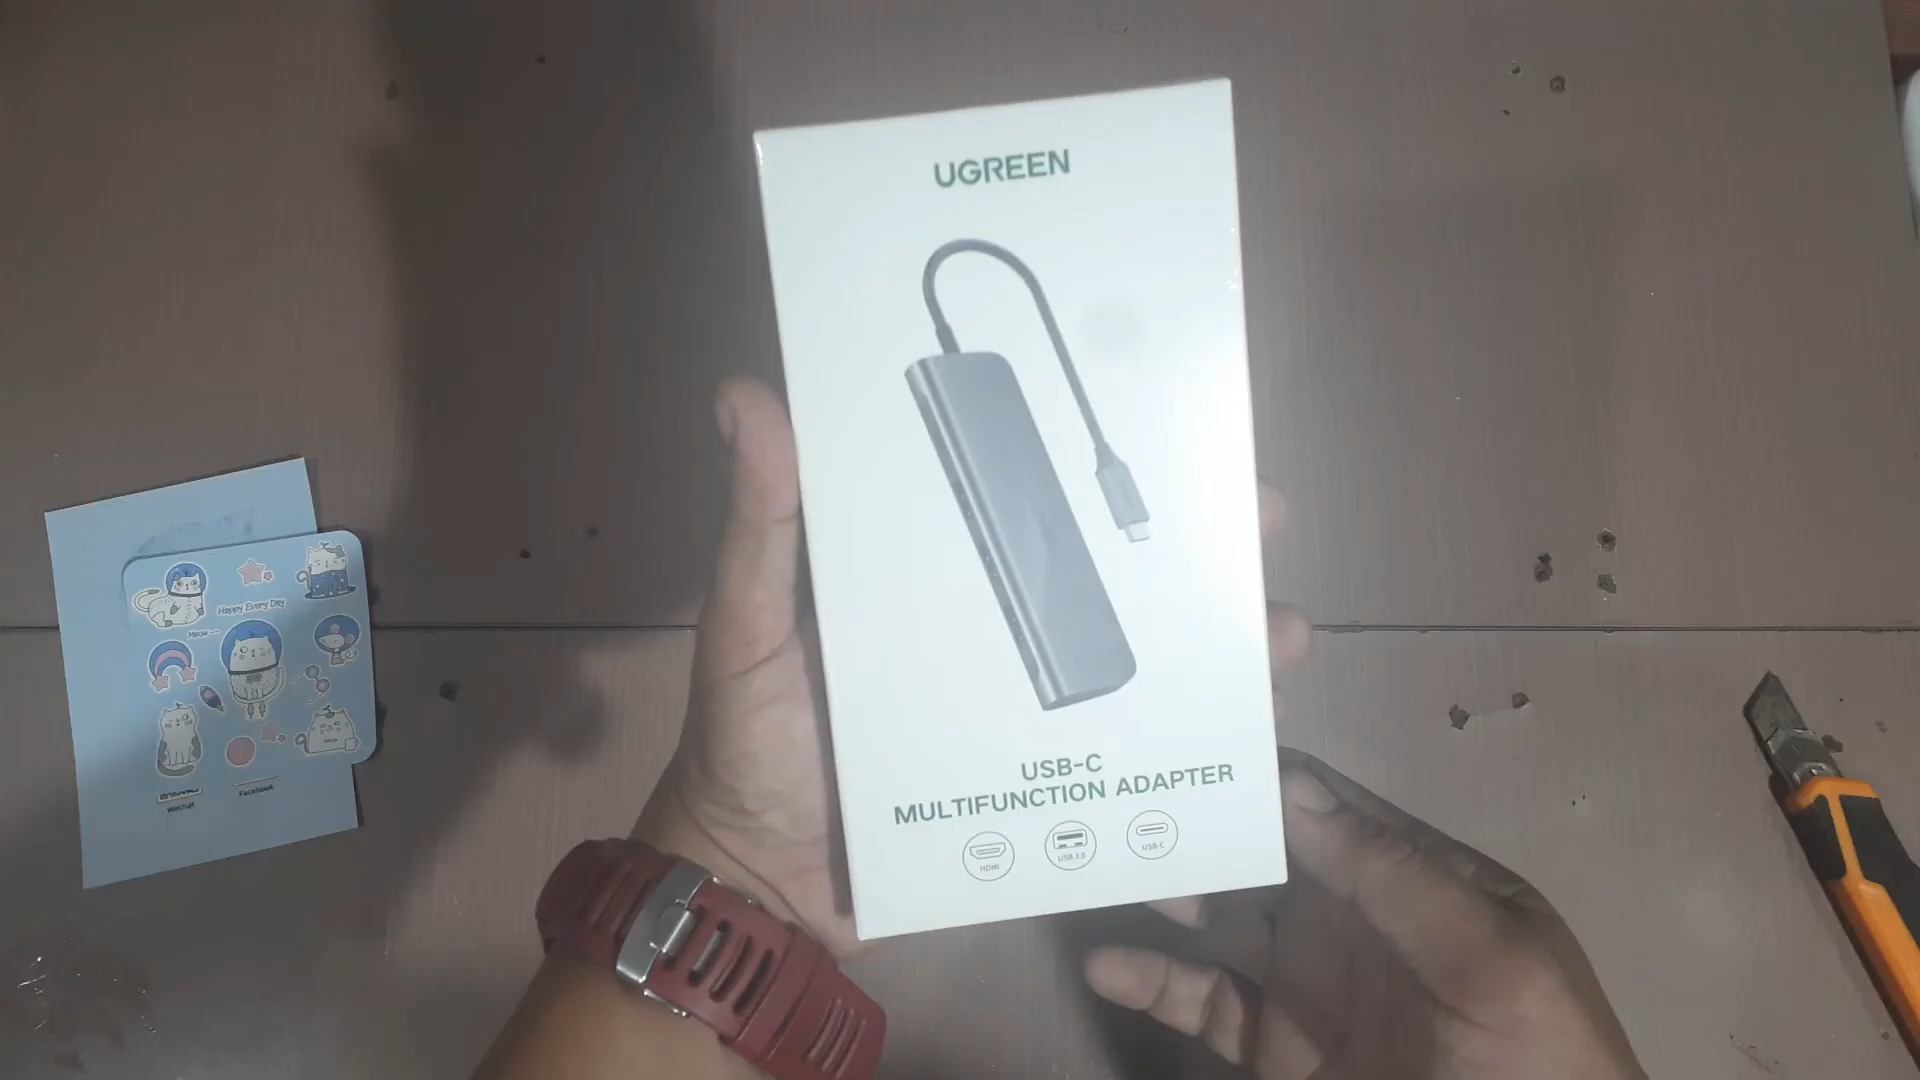 UGREEN
USB-C
MULTIFUNCTION ADAPTER
HDMI
USB 3.0
USB-C
Happy Every Day
Meow
Wechat
Facebook